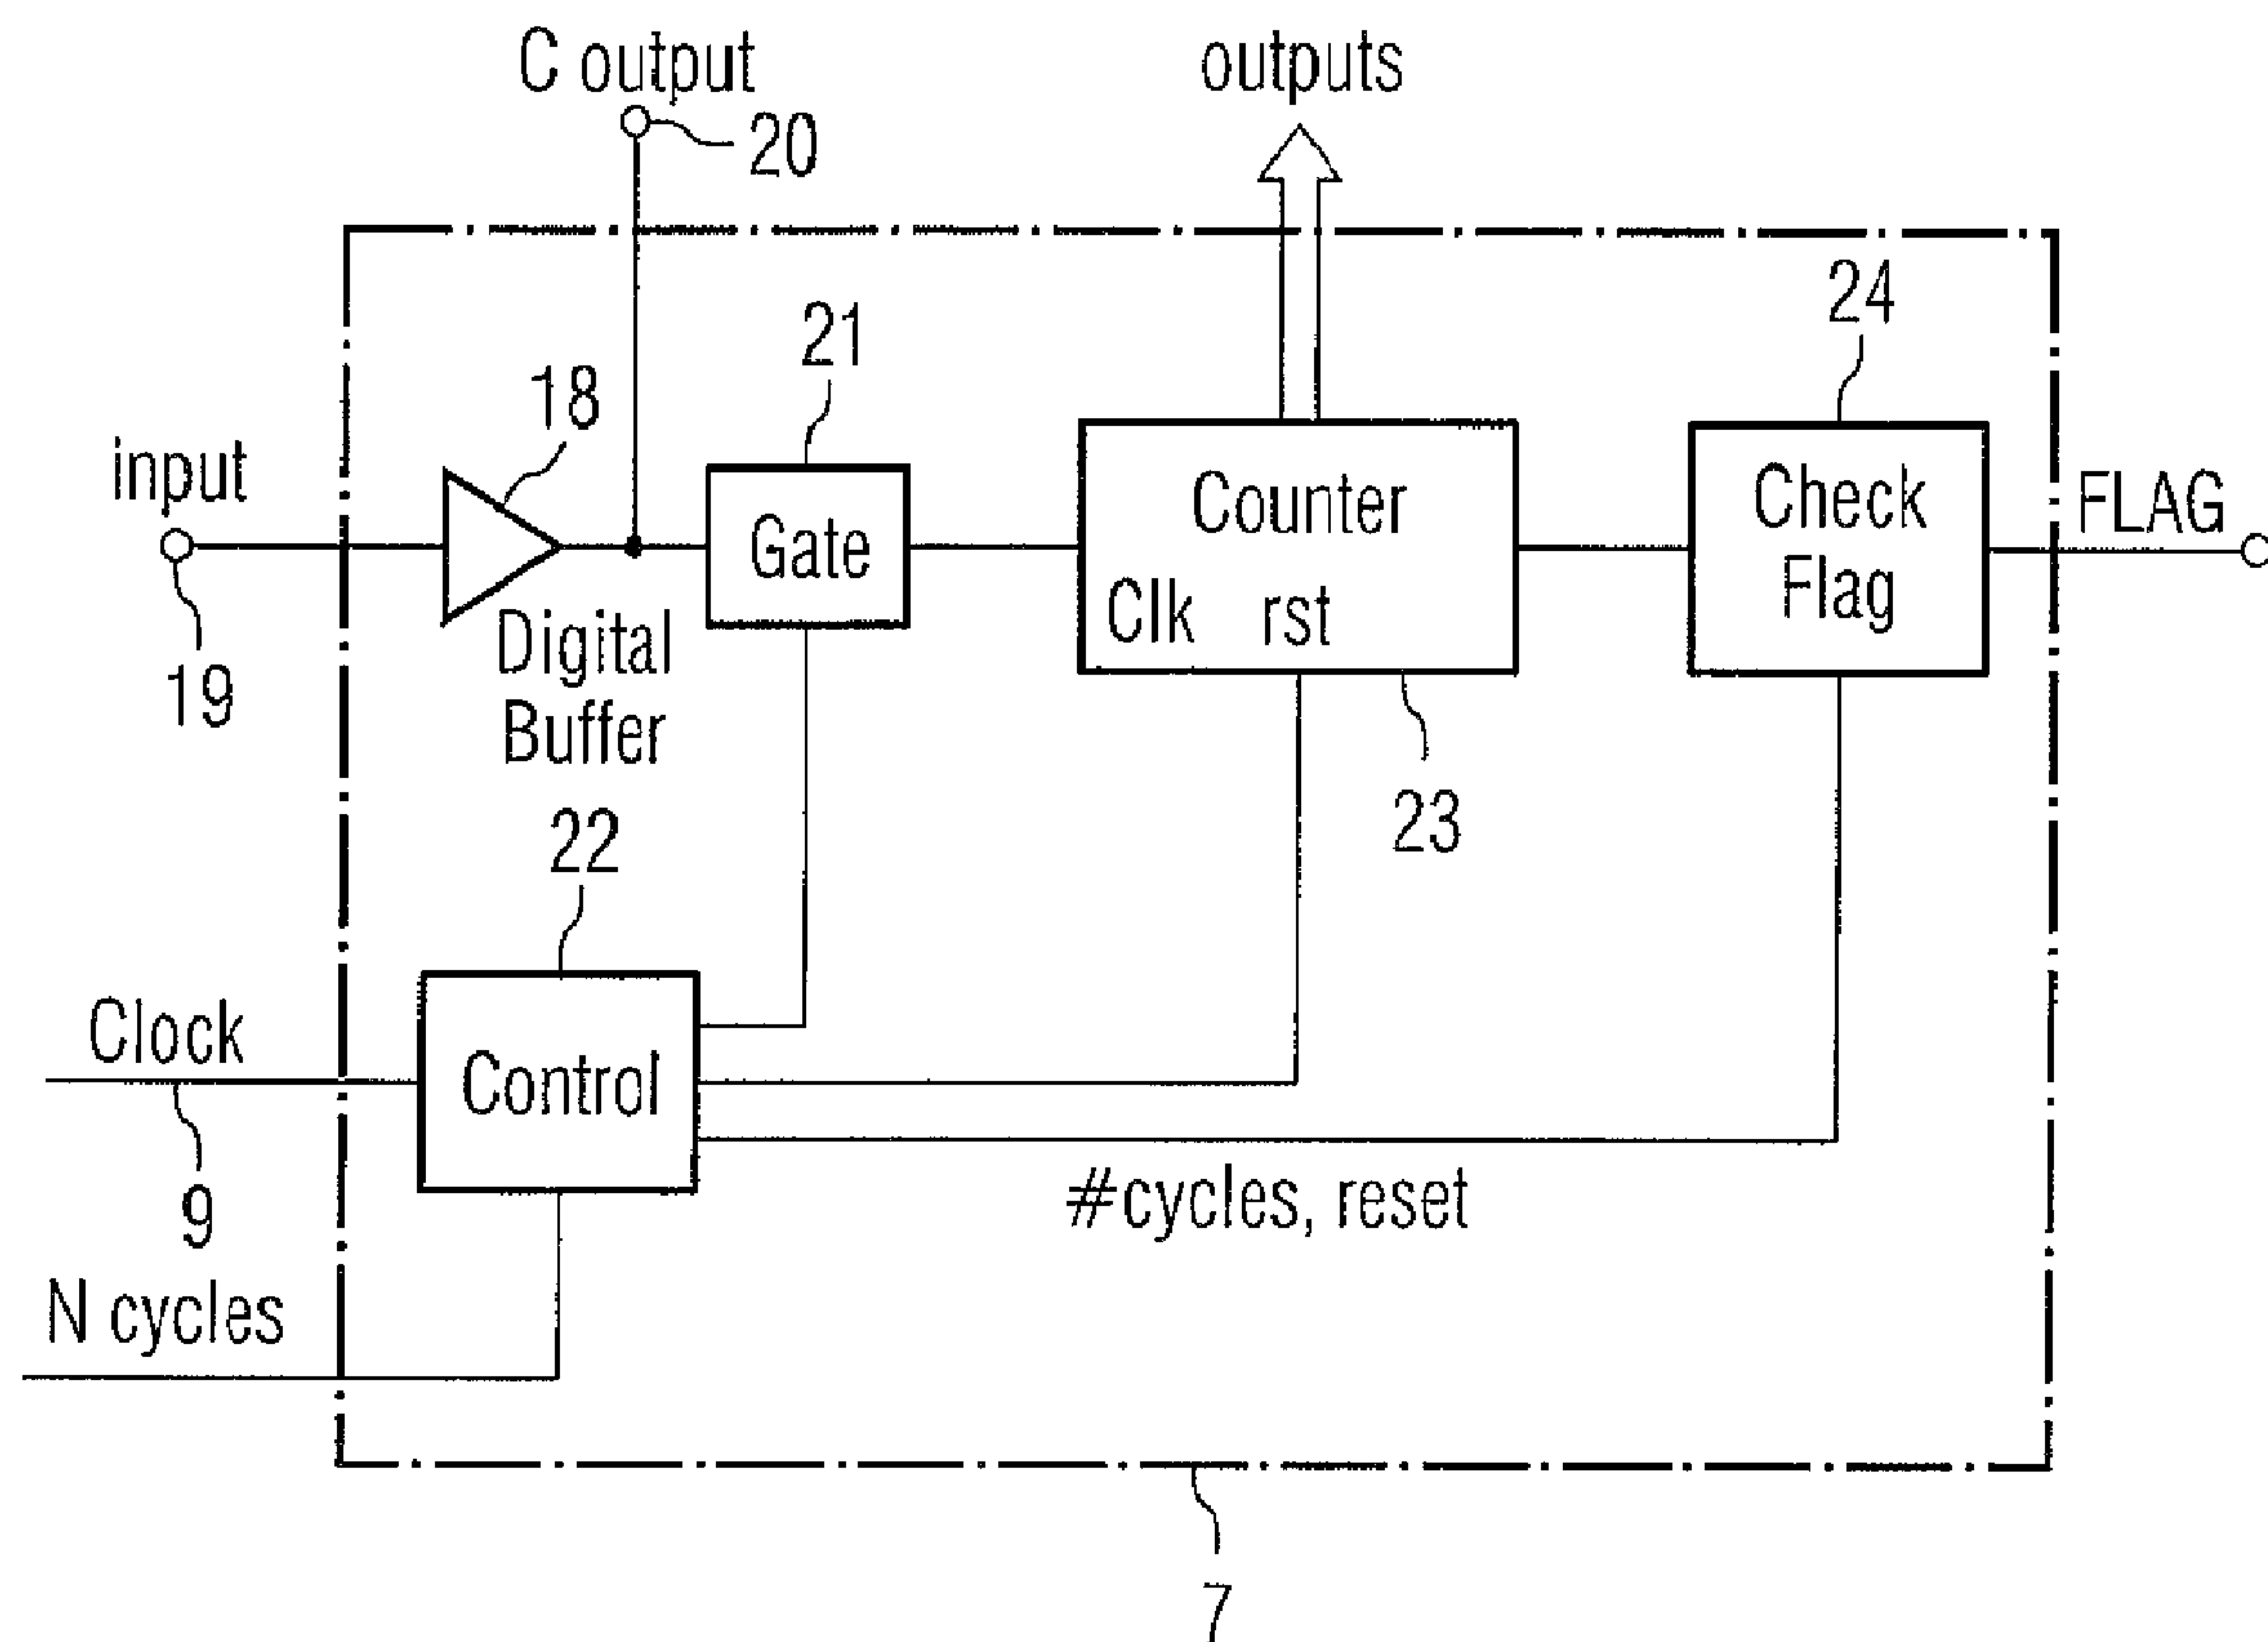 C output
outputs
20
24
21
18
input
Counter
Check
FLAG
Gate
Flag
Clk rst
Digital
19
Buffer
23
22
Clock
Control
#cycles, reset
9
N cycles
7